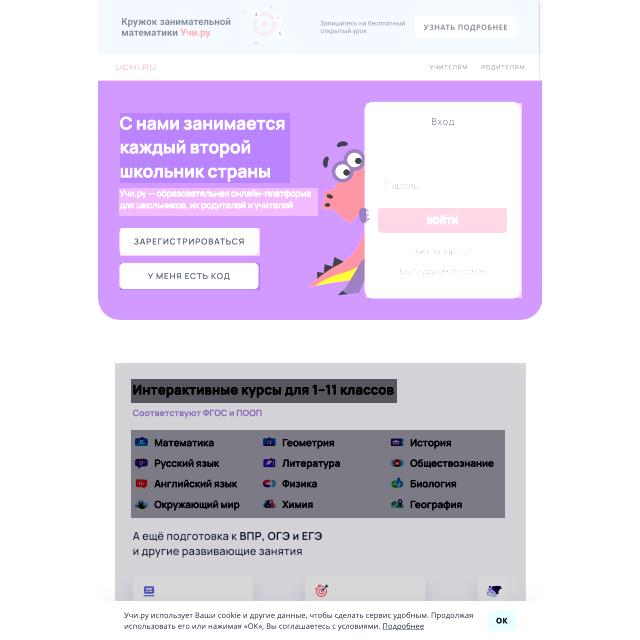 Кружок занимательной
математики Учи.ру
Запишитесь на бесплатный
открытый урок
УЗНАТЬ ПОДРОБНЕЕ
UCHI.RU
УЧИТЕЛЯМ РОДИТЕЛЯМ
С нами занимается
каждый второй
школьник страны
Учи.ру — образовательная онлайн-платформа
для школьников, их родителей и учителей
ЗАРЕГИСТРИРОВАТЬСЯ
У МЕНЯ ЕСТЬ КОД
Вход
Пароль
ВОЙТИ
Интерактивные курсы для 1–11 классов
Соответствуют ФГОС и ПООП
Математика Геометрия История
Русский язык Литература Обществознание
Английский язык Физика Биология
Окружающий мир Химия География
А ещё подготовка к ВПР, ОГЭ и ЕГЭ
и другие развивающие занятия
Учи.ру использует Ваши cookie и другие данные, чтобы сделать сервис удобным. Продолжая
использовать его или нажимая «ОК», Вы соглашаетесь с условиями. Подробнее
ОК